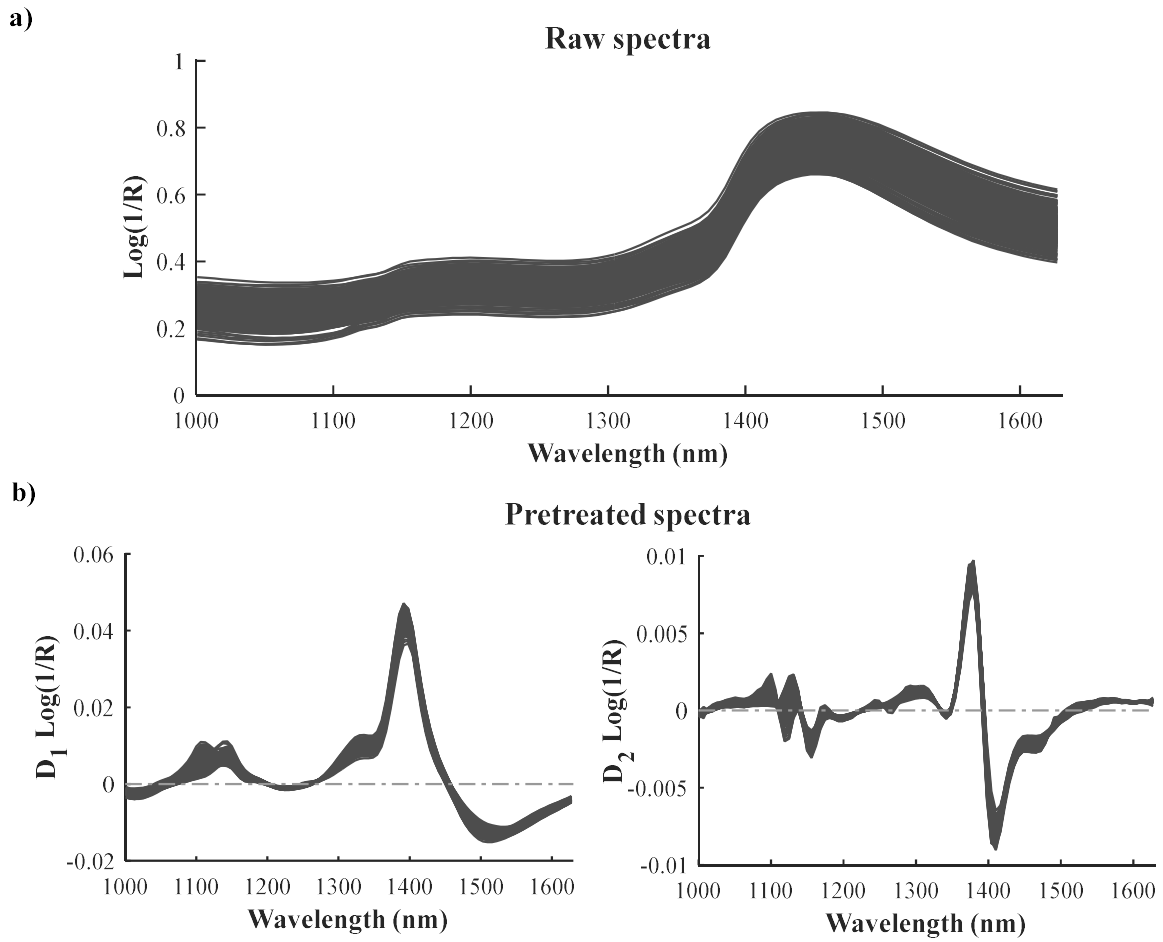 a)
Raw spectra
1
0.8
0.6
0.4
0.2
0
Log(1/R)
1000 1100 1200 1300 1400 1500 1600
Wavelength (nm)
b)
Pretreated spectra
0.06
0.04
0.02
0
-0.02
D1 Log(1/R)
1000 1100 1200 1300 1400 1500 1600
Wavelength (nm)
0.01
0.005
0
-0.005
-0.01
D2 Log(1/R)
1000 1100 1200 1300 1400 1500 1600
Wavelength (nm)